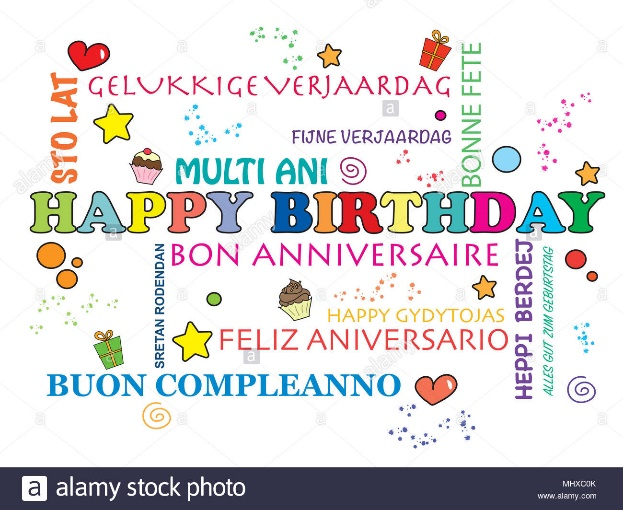 STO LAT
GELUKKIGE VERJAARDAG
BONNE FETE
FIJNE VERJAARDAG
MULTI ANI
HAPPY BIRTHDAY
BON ANNIVERSAIRE
SRETAN RODENDAN
HEPPI BERDEJ
ALLES GUT ZUM GEBURTSTAG
HAPPY GYDYTOJAS
FELIZ ANIVERSARIO
BUON COMPLEANNO
a alamy stock photo
MHXC0K
www.alamy.com